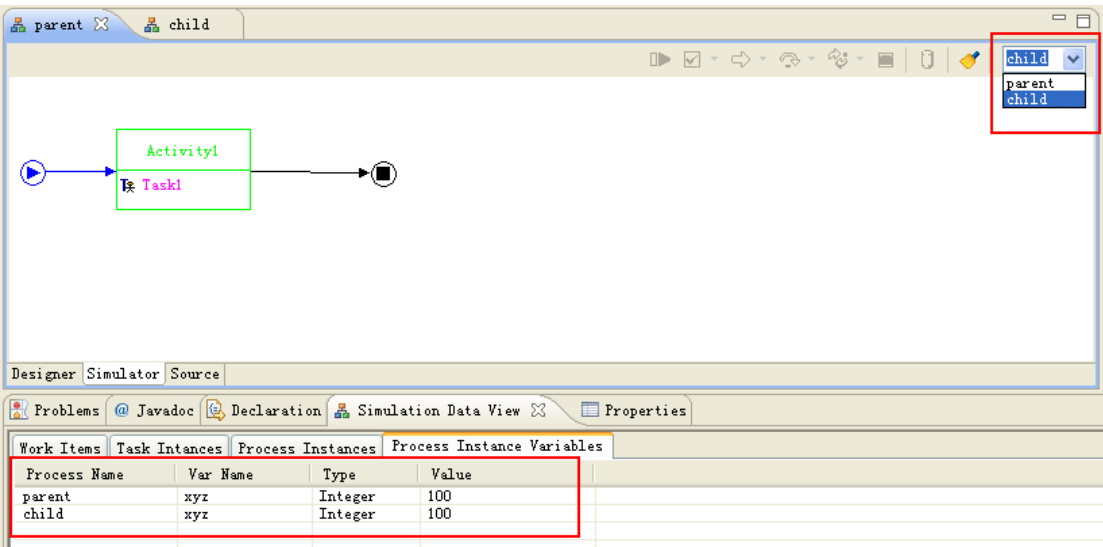 parent child
child
parent
child
Activity1
Task1
Designer Simulator Source
Problems @ Javadoc Declaration Simulation Data View Properties
Work Items Task Intances Process Instances Process Instance Variables
Process Name Var Name Type Value
parent xyz Integer 100
child xyz Integer 100